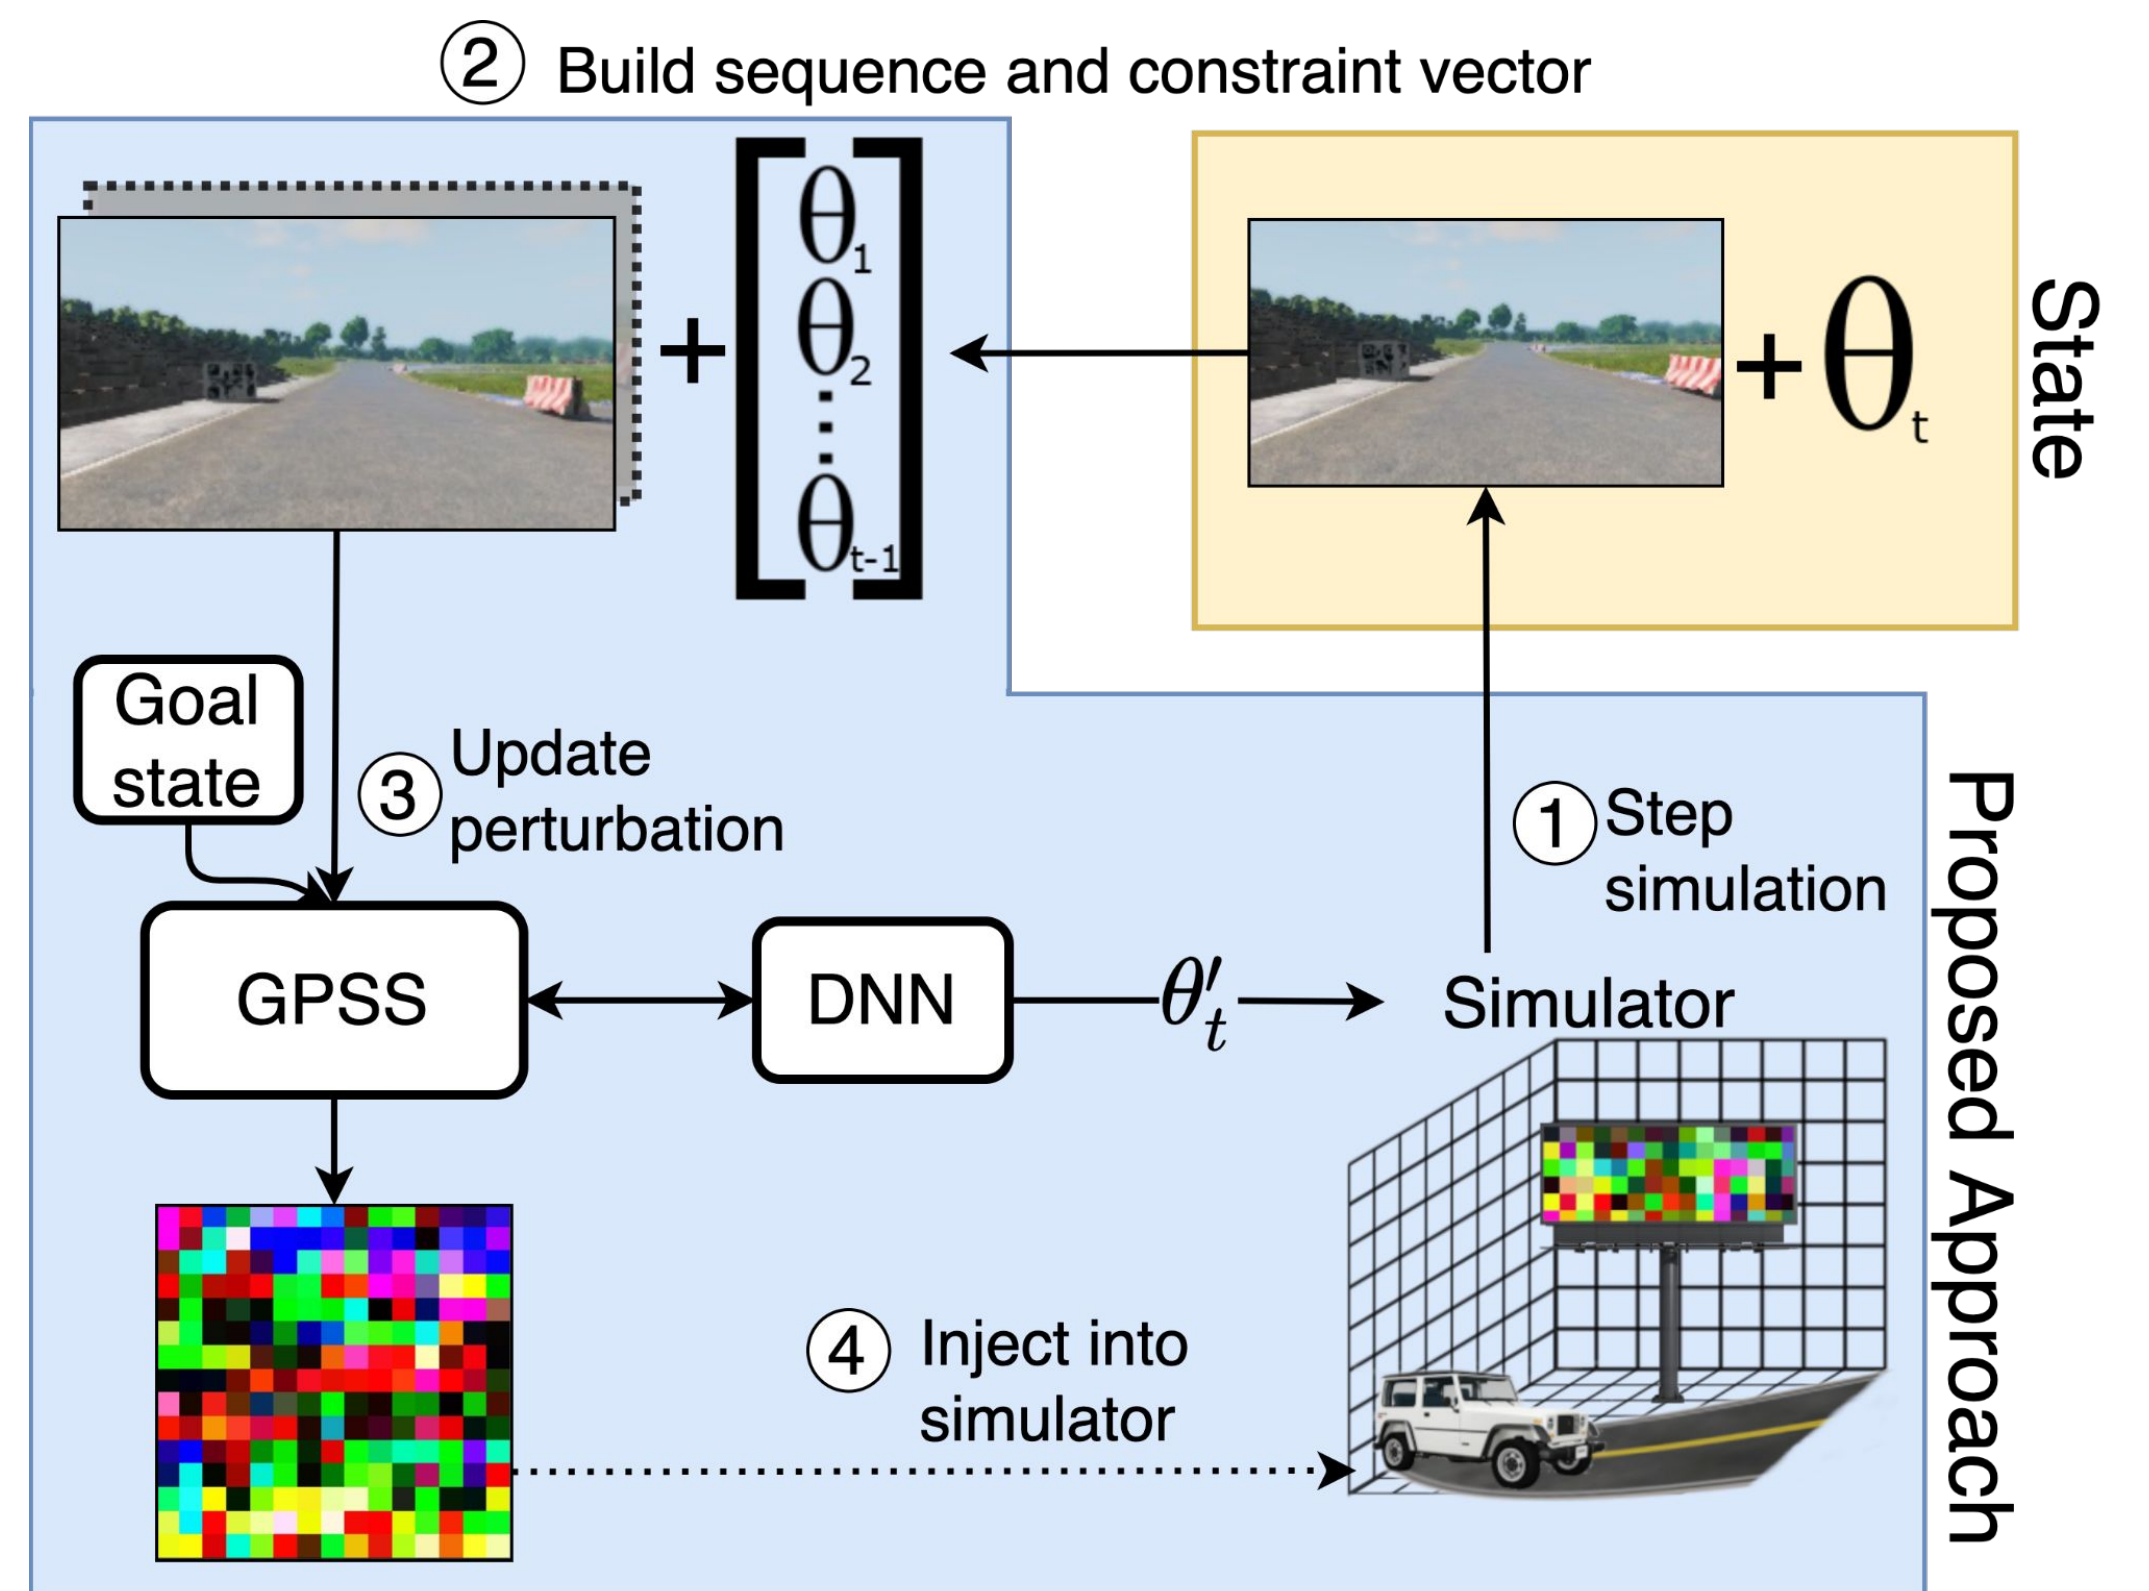 ② Build sequence and constraint vector
θ1
θ2
⋮
θt-1
+
+ θt
State
Goal
state
③ Update
perturbation
① Step
simulation
GPSS
DNN
θ′t
Simulator
④ Inject into
simulator
Proposed Approach